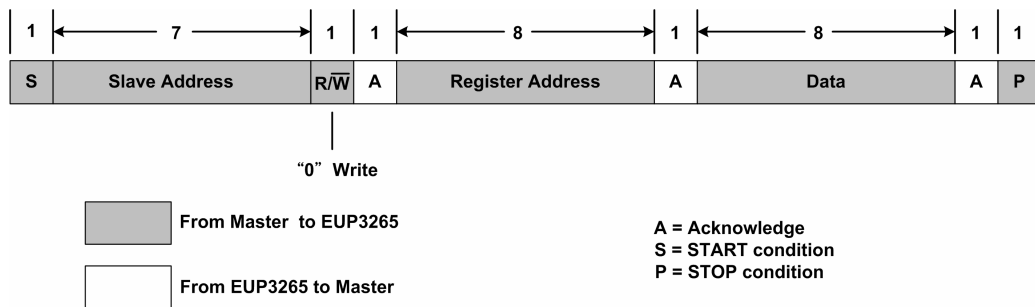 1 7 1 1 8 1 8 1 1
S Slave Address R/W̅ A Register Address A Data A P
“0” Write
From Master to EUP3265
From EUP3265 to Master
A = Acknowledge
S = START condition
P = STOP condition